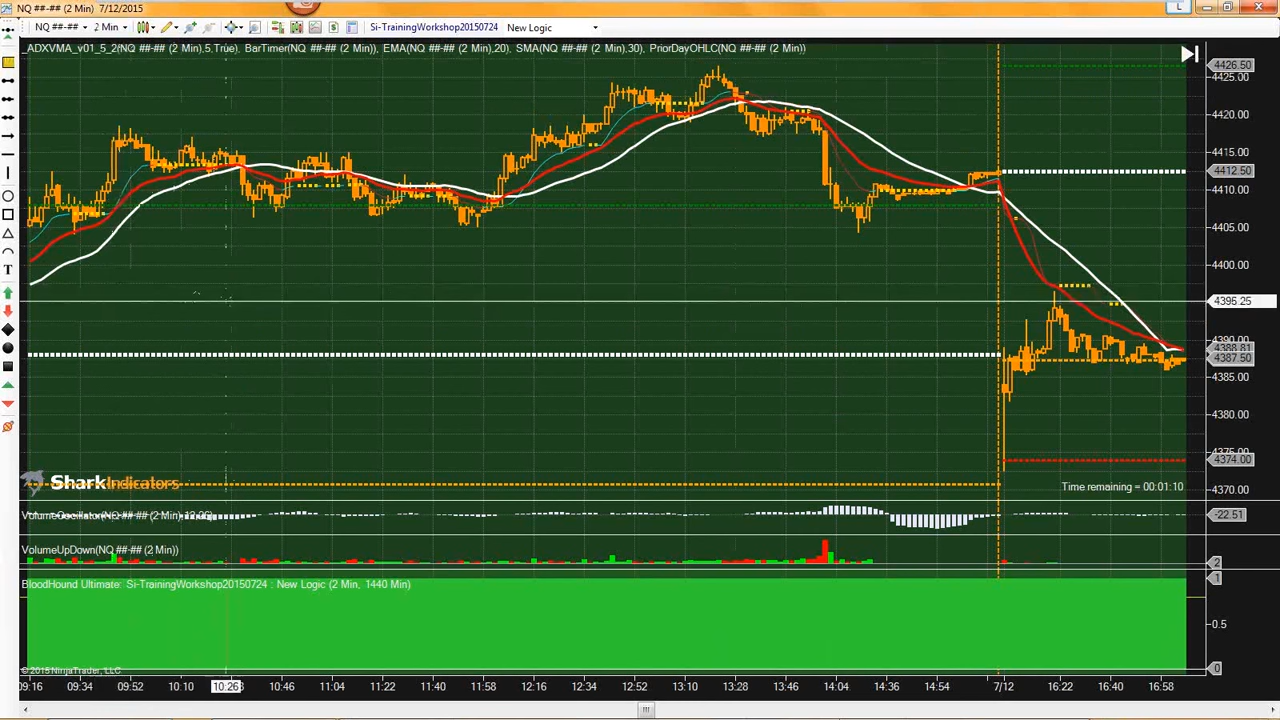 NQ ##-## (2 Min) 7/12/2015
L
NQ ##-## 2 Min Si-TrainingWorkshop20150724 New Logic
ADXVMA_v01_5_2(NQ ##-## (2 Min),5,True), BarTimer(NQ ##-## (2 Min)), EMA(NQ ##-## (2 Min),20), SMA(NQ ##-## (2 Min),30), PriorDayOHLC(NQ ##-## (2 Min))
4426.50
4425.00
4420.00
4415.00
4412.50
4410.00
4405.00
4400.00
4395.25
4390.00
4387.50
4385.00
4380.00
4374.00
4370.00
T
SharkIndicators
Time remaining = 00:01:10
-22.51
VolumeUpDown(NQ ##-## (2 Min))
2
BloodHound Ultimate: Si-TrainingWorkshop20150724 : New Logic (2 Min, 1440 Min)
1
0.5
0
© 2015 NinjaTrader, LLC
09:16 09:34 09:52 10:10 10:26 10:46 11:04 11:22 11:40 11:58 12:16 12:34 12:52 13:10 13:28 13:46 14:04 14:36 14:54 7/12 16:22 16:40 16:58